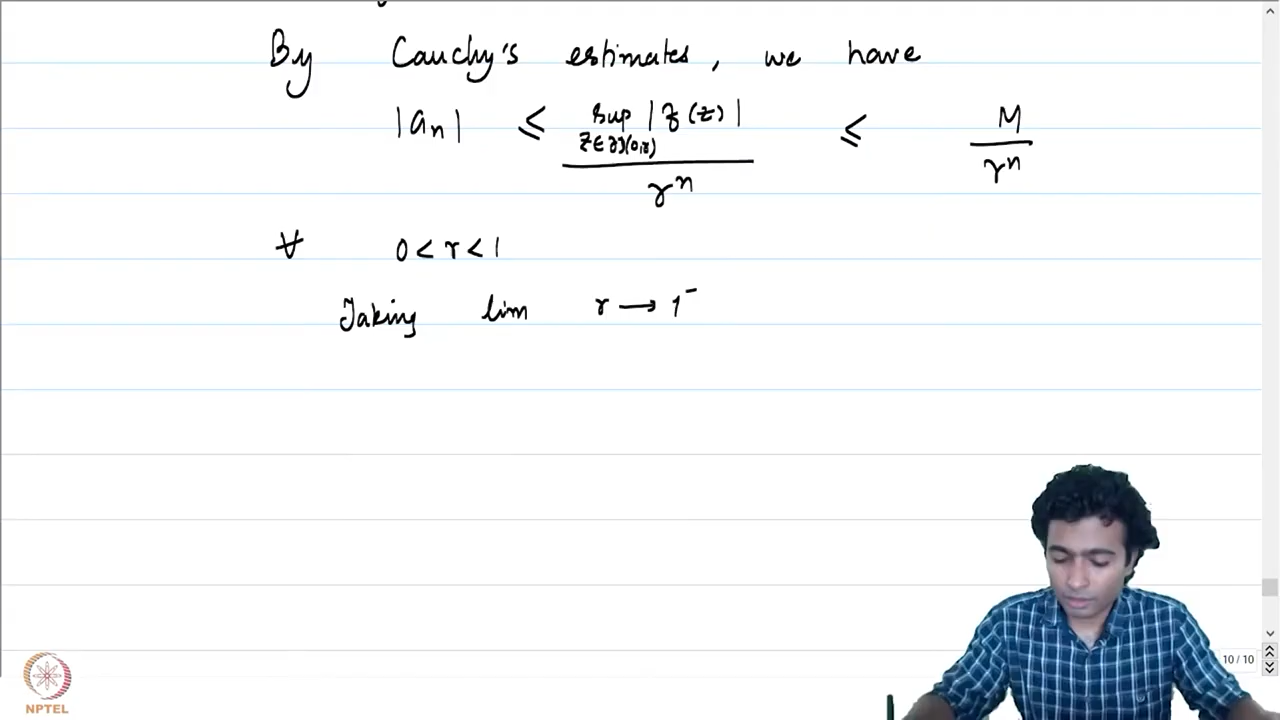 By Cauchy's estimates, we have
|aₙ| ≤ sup |f(z)| ≤ M
z∈∂D(0,r)
rⁿ rⁿ
∀ 0 < r < 1
Taking lim r → 1⁻
10 / 10
NPTEL